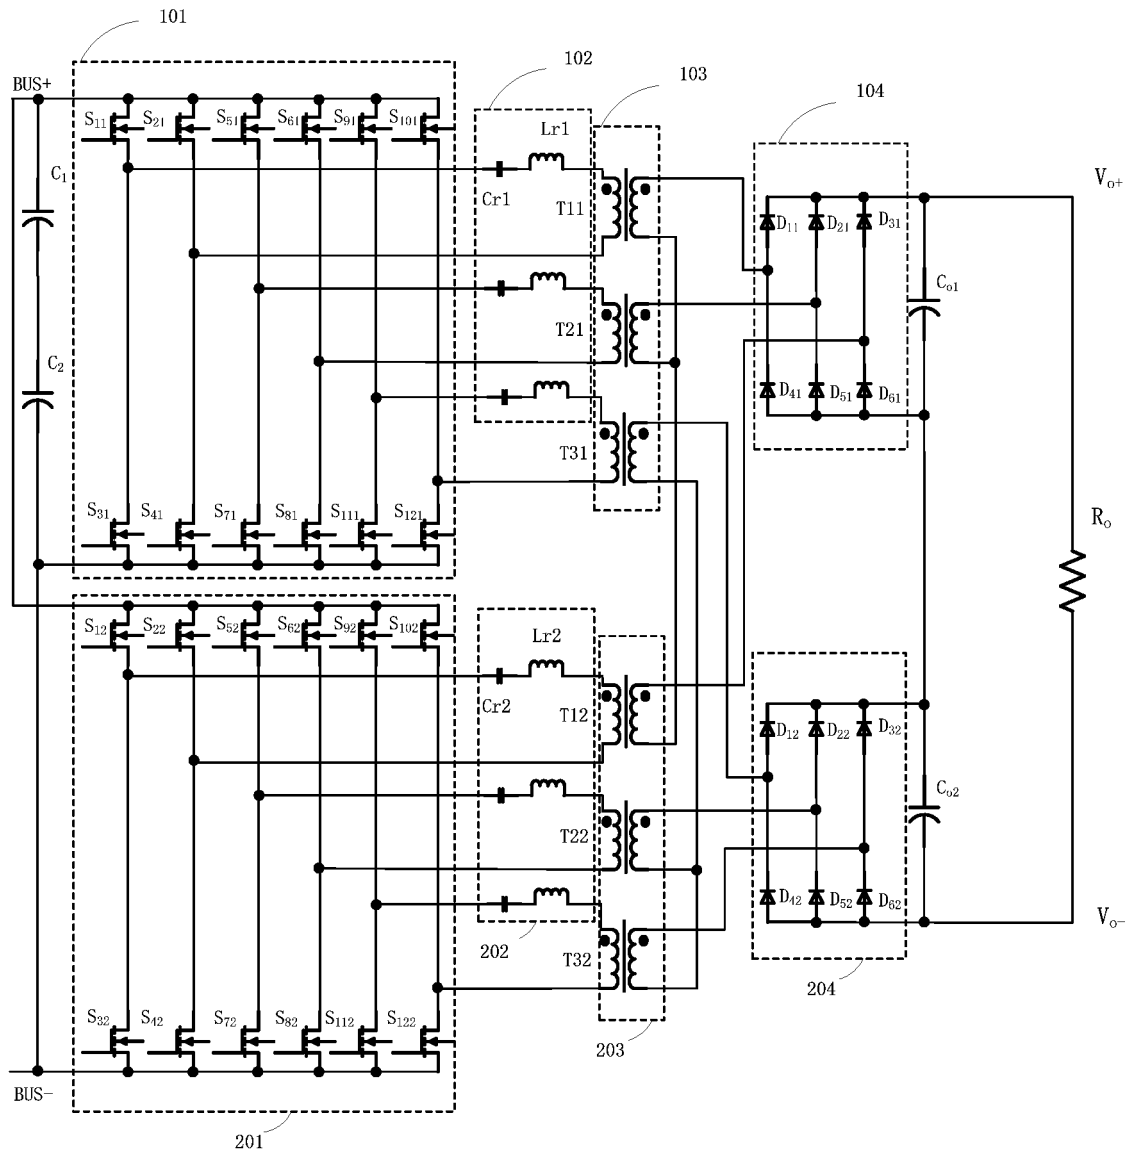 101
BUS+
102
103
104
S11 S21 S51 S61 S91 S101
Lr1
C1
Cr1
T11
Vo+
D11 D21 D31
Co1
T21
C2
D41 D51 D61
T31
S31 S41 S71 S81 S111 S121
Ro
S12 S22 S52 S62 S92 S102
Lr2
Cr2
T12
D12 D22 D32
Co2
T22
D42 D52 D62
Vo-
202
T32
204
S32 S42 S72 S82 S112 S122
203
BUS-
201